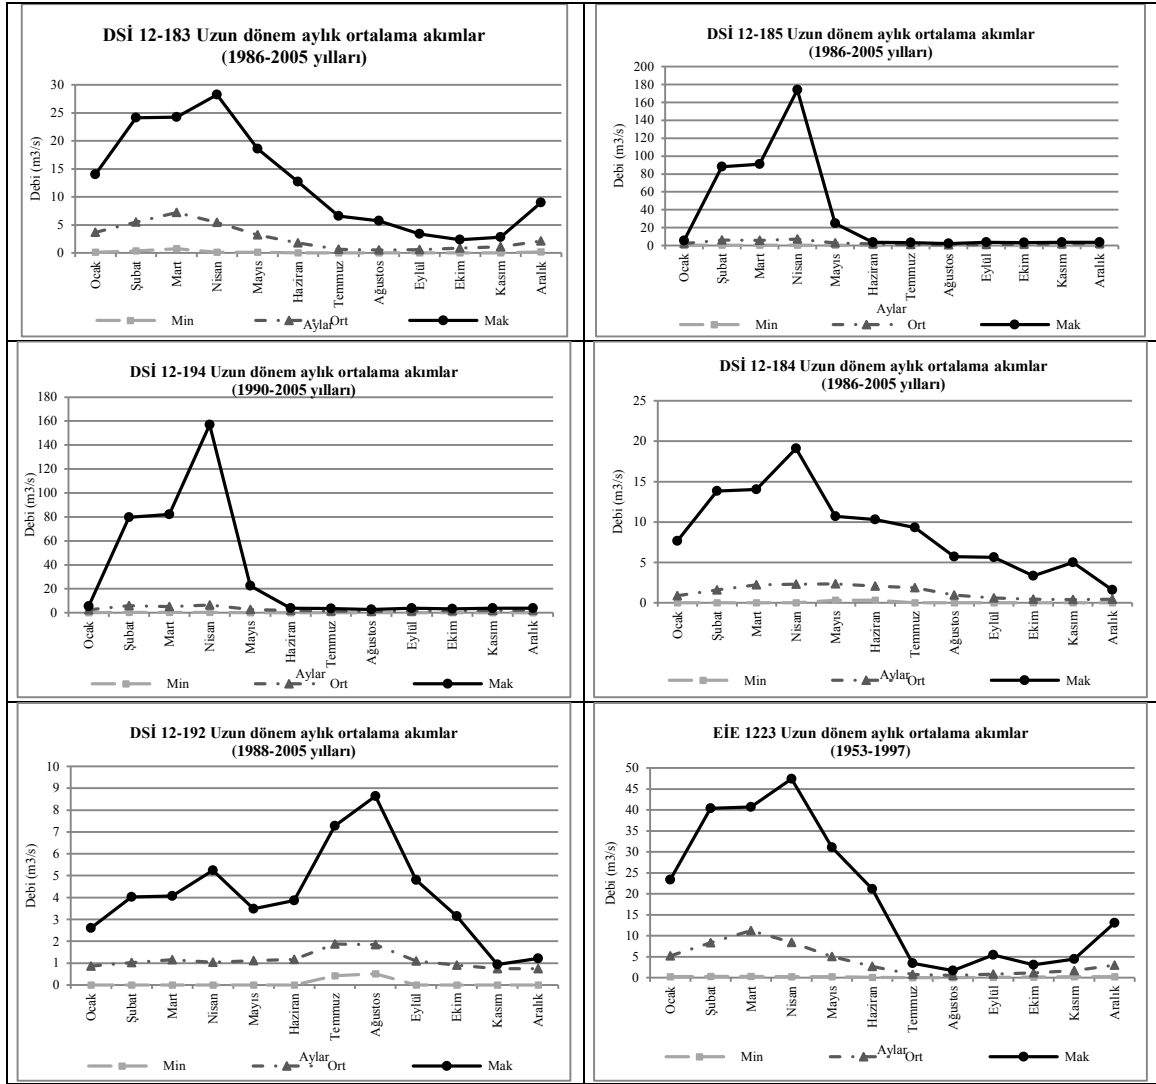 DSİ 12-183 Uzun dönem aylık ortalama akımlar
(1986-2005 yılları)
30
25
20
15
10
5
0
Debi (m3/s)
Ocak
Şubat
Mart
Nisan
Mayıs
Haziran
Temmuz
Ağustos
Eylül
Ekim
Kasım
Aralık
Aylar
Min
Ort
Mak
DSİ 12-185 Uzun dönem aylık ortalama akımlar
(1986-2005 yılları)
200
180
160
140
120
100
80
60
40
20
0
Debi (m3/s)
Ocak
Şubat
Mart
Nisan
Mayıs
Haziran
Temmuz
Ağustos
Eylül
Ekim
Kasım
Aralık
Aylar
Min
Ort
Mak
DSİ 12-194 Uzun dönem aylık ortalama akımlar
(1990-2005 yılları)
180
160
140
120
100
80
60
40
20
0
Debi (m3/s)
Ocak
Şubat
Mart
Nisan
Mayıs
Haziran
Temmuz
Ağustos
Eylül
Ekim
Kasım
Aralık
Aylar
Min
Ort
Mak
DSİ 12-184 Uzun dönem aylık ortalama akımlar
(1986-2005 yılları)
25
20
15
10
5
0
Debi (m3/s)
Ocak
Şubat
Mart
Nisan
Mayıs
Haziran
Temmuz
Ağustos
Eylül
Ekim
Kasım
Aralık
Aylar
Min
Ort
Mak
DSİ 12-192 Uzun dönem aylık ortalama akımlar
(1988-2005 yılları)
10
9
8
7
6
5
4
3
2
1
0
Debi (m3/s)
Ocak
Şubat
Mart
Nisan
Mayıs
Haziran
Temmuz
Ağustos
Eylül
Ekim
Kasım
Aralık
Aylar
Min
Ort
Mak
EİE 1223 Uzun dönem aylık ortalama akımlar
(1953-1997)
50
45
40
35
30
25
20
15
10
5
0
Debi (m3/s)
Ocak
Şubat
Mart
Nisan
Mayıs
Haziran
Temmuz
Ağustos
Eylül
Ekim
Kasım
Aralık
Aylar
Min
Ort
Mak